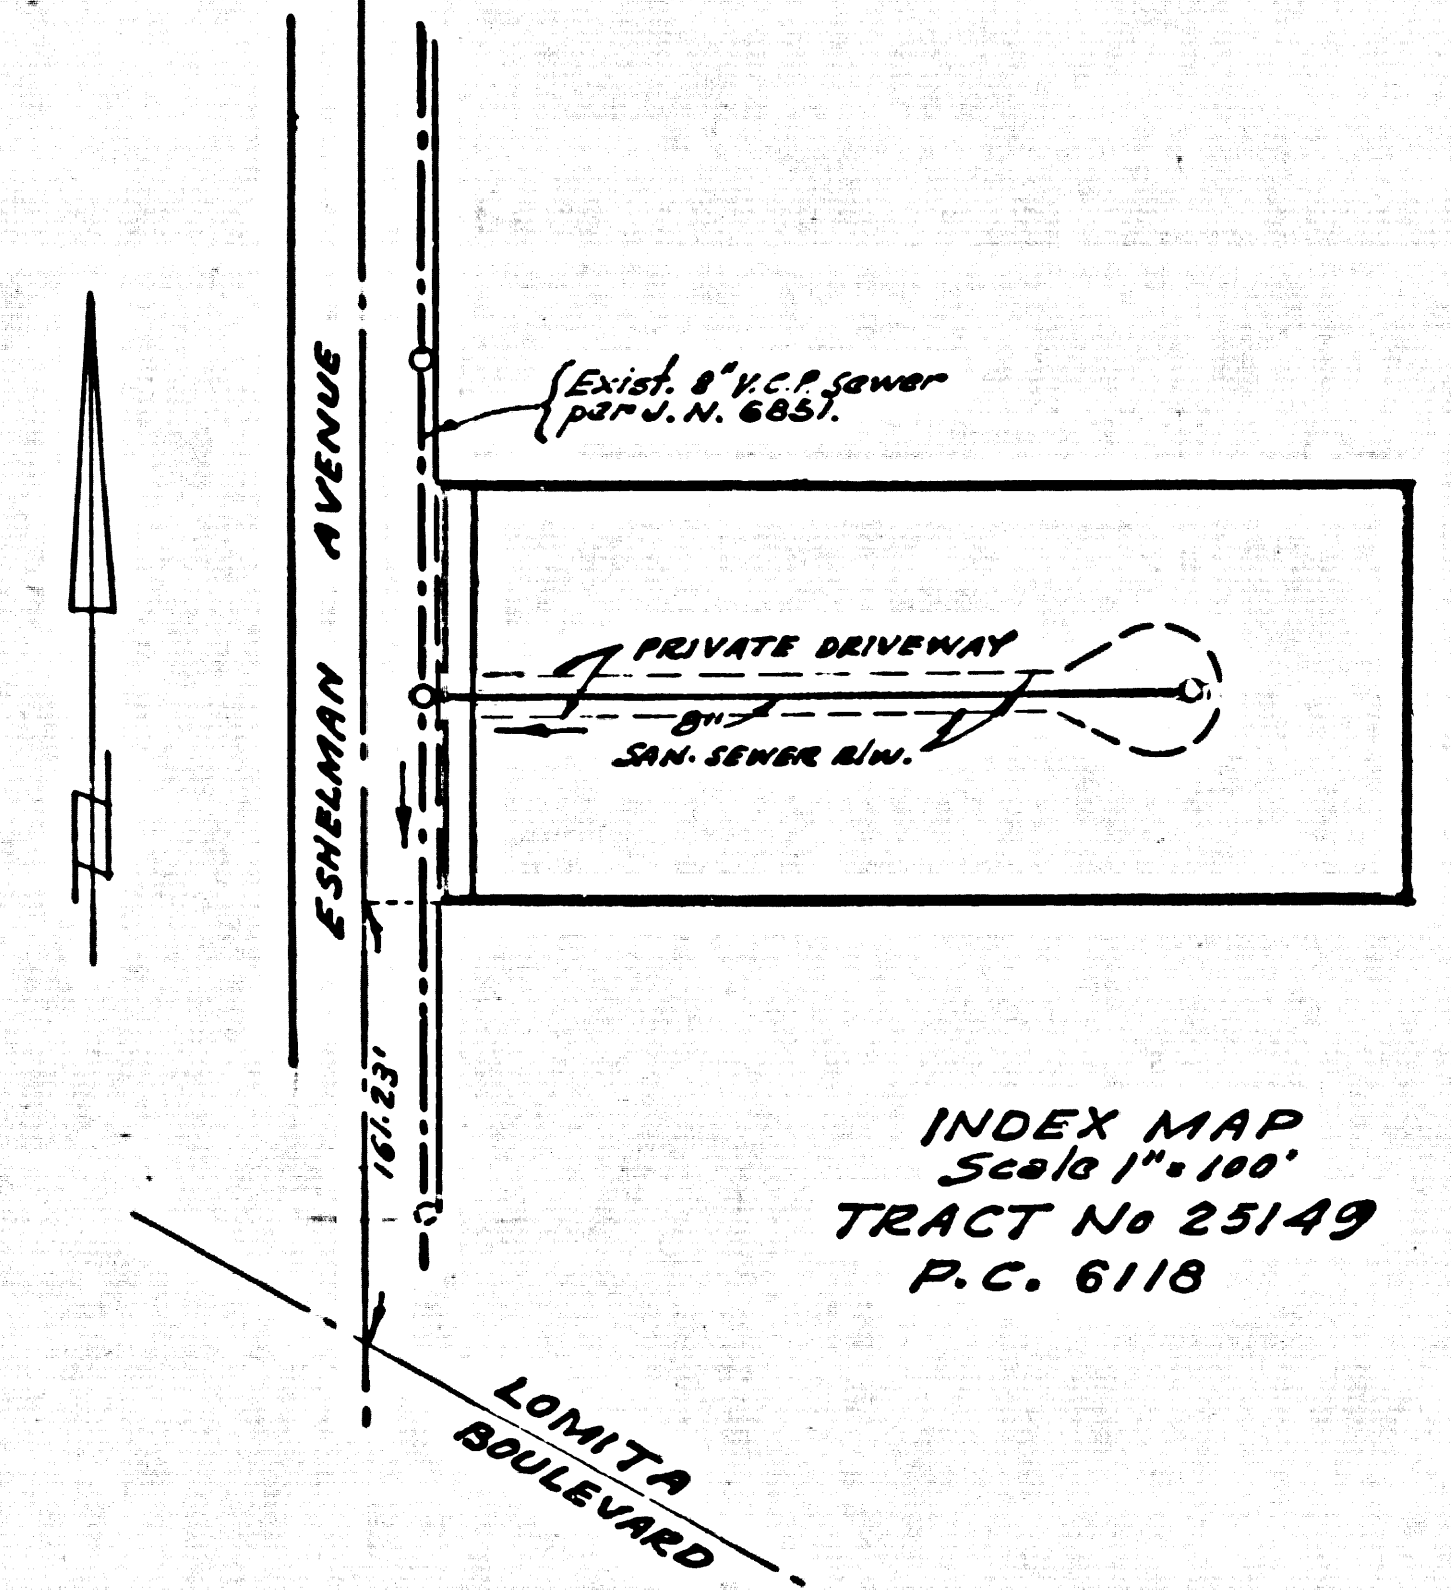 ESHELMAN AVENUE
Exist. 8" V.C.P. Sewer
per J. N. 6851.
PRIVATE DRIVEWAY
8"
SAN. SEWER R/W.
161.23'
N
INDEX MAP
Scale 1" = 100'
TRACT No 25149
P.C. 6118
LOMITA
BOULEVARD